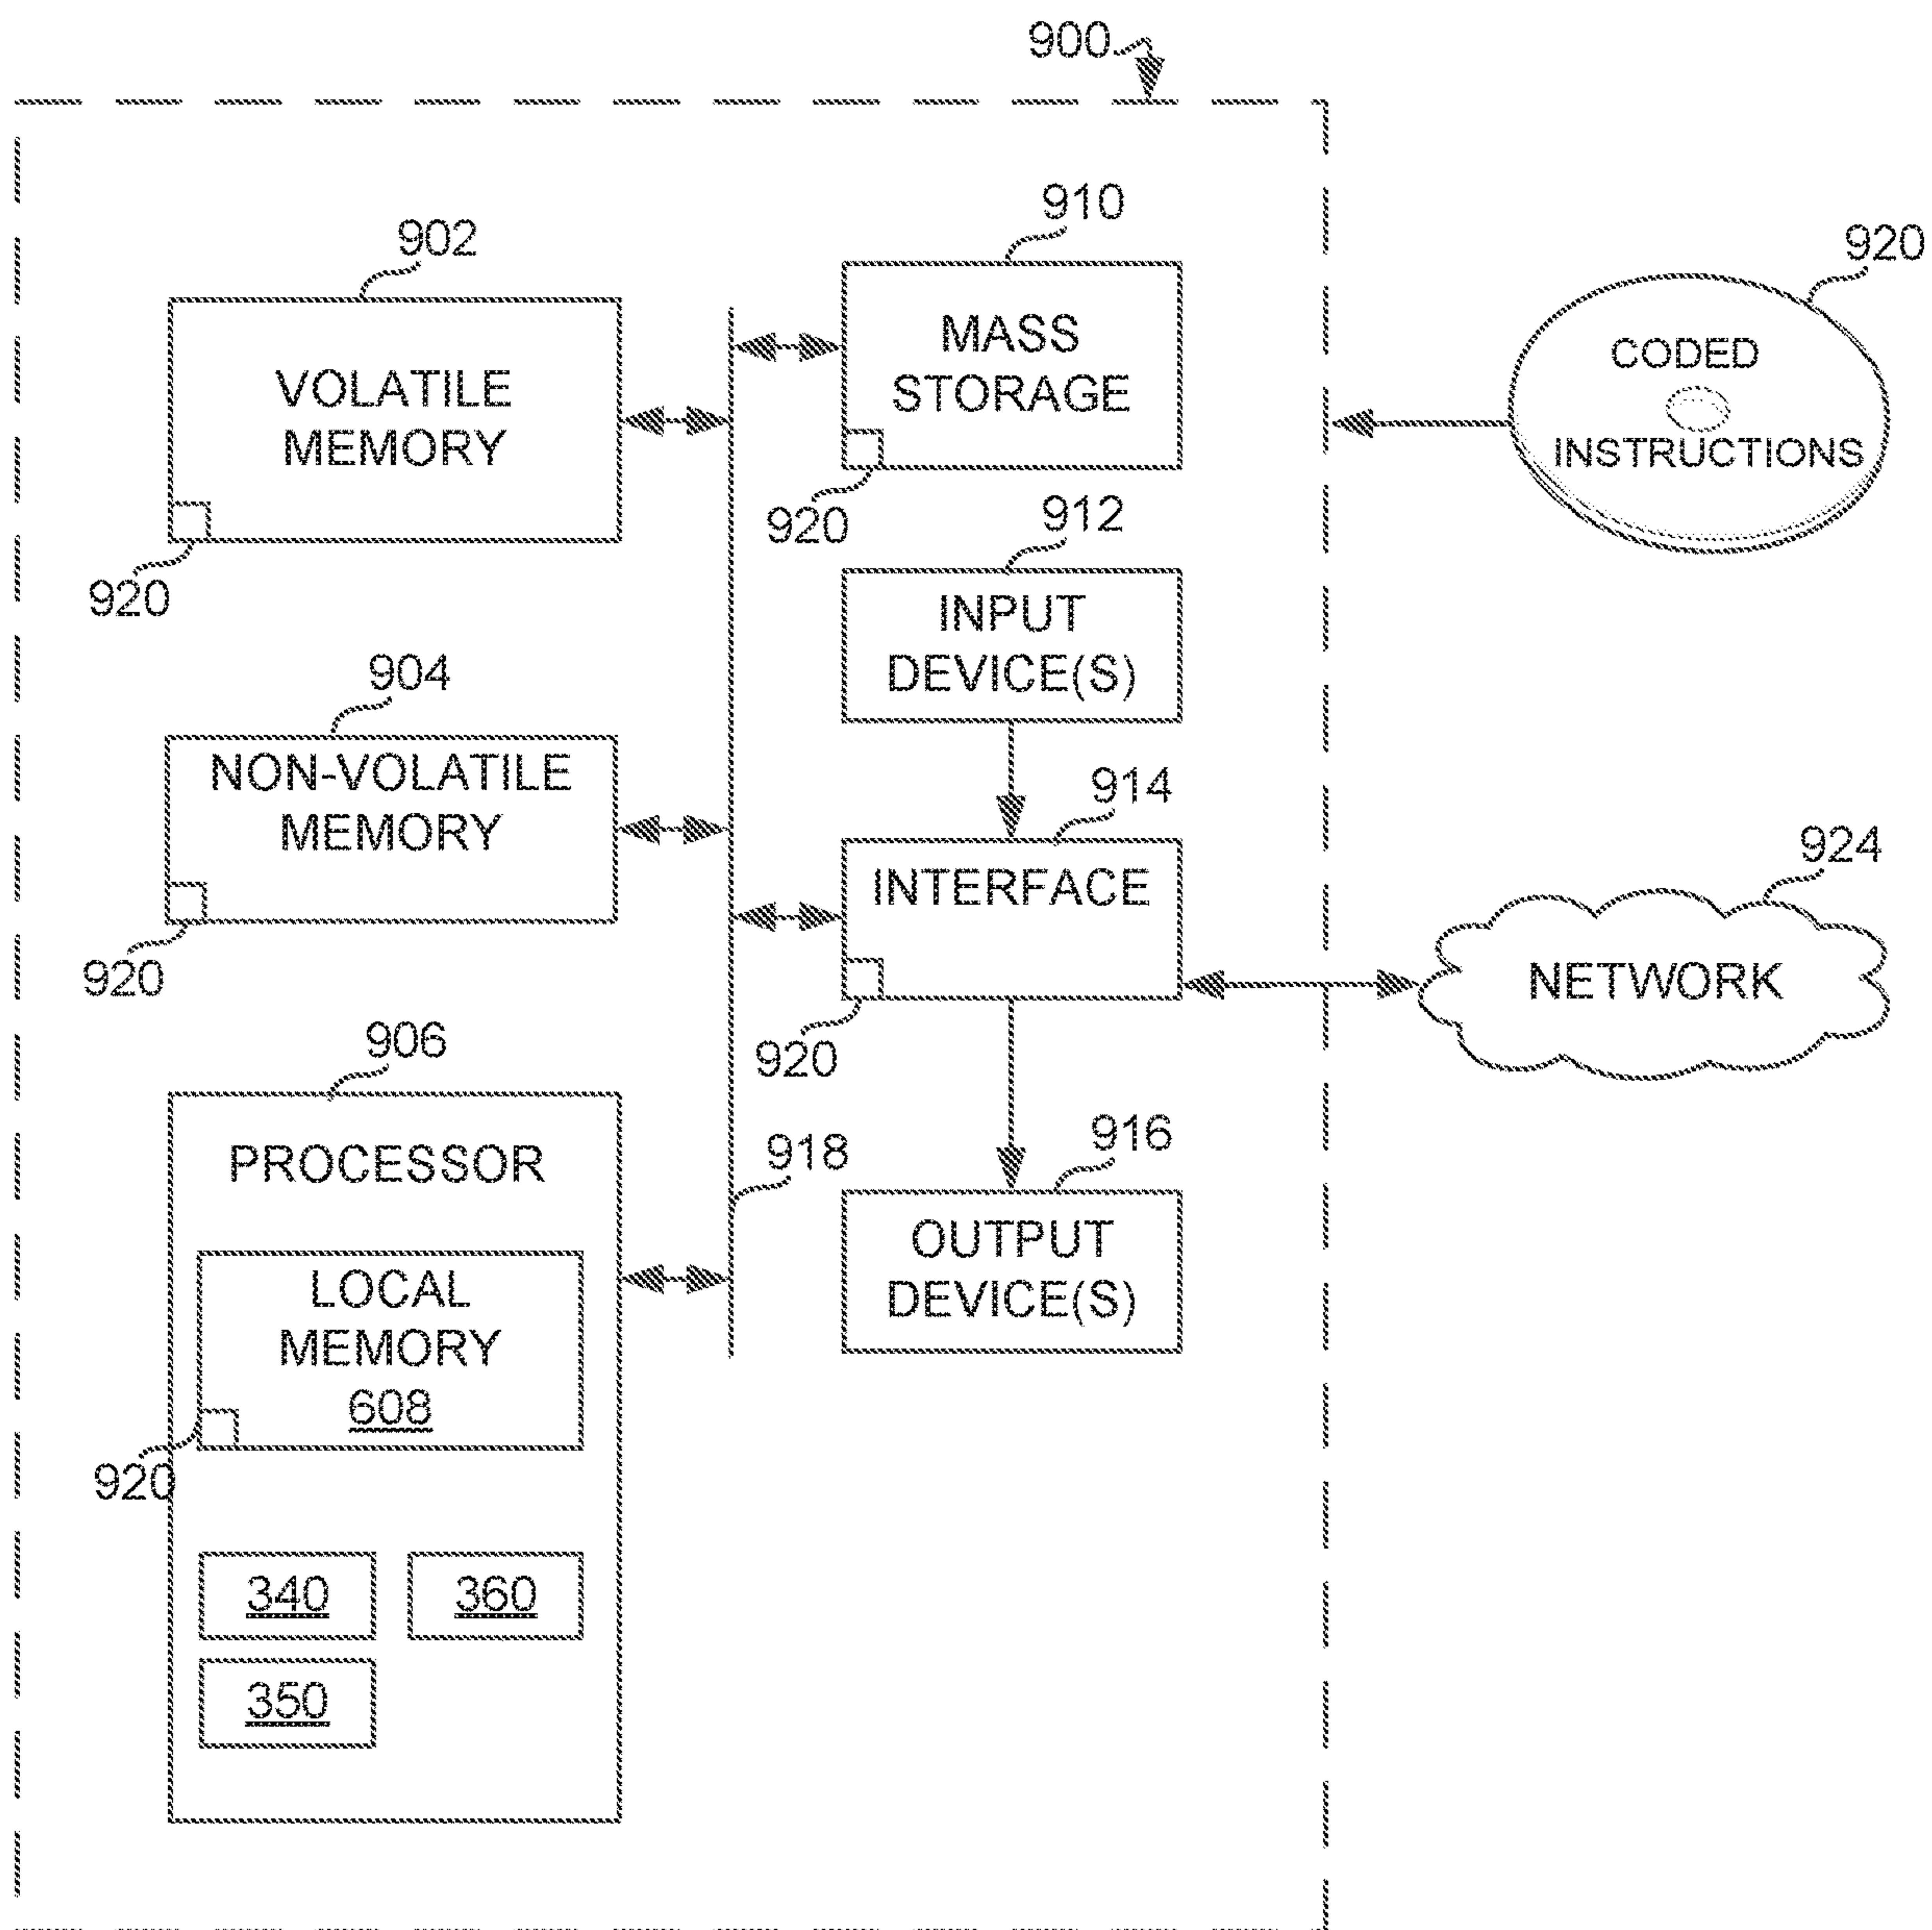 900
902
VOLATILE
MEMORY
920
904
NON-VOLATILE
MEMORY
920
906
PROCESSOR
LOCAL
MEMORY
608
920
340
360
350
918
910
MASS
STORAGE
920
912
INPUT
DEVICE(S)
914
INTERFACE
920
916
OUTPUT
DEVICE(S)
920
CODED
INSTRUCTIONS
924
NETWORK